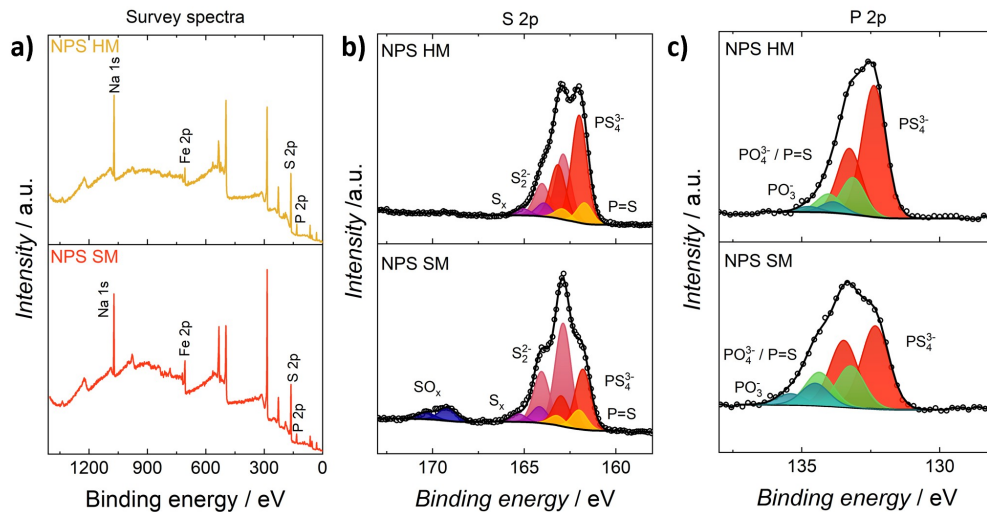 Survey spectra
a)
NPS HM
Na 1s
Fe 2p
S 2p
P 2p
NPS SM
Na 1s
Fe 2p
S 2p
P 2p
Intensity / a.u.
1200 900 600 300 0
Binding energy / eV
S 2p
b)
NPS HM
PS₄³⁻
S₂²⁻
Sₓ
P=S
NPS SM
S₂²⁻
PS₄³⁻
SOₓ
Sₓ
P=S
Intensity / a.u.
170 165 160
Binding energy / eV
P 2p
c)
NPS HM
PS₄³⁻
PO₄³⁻ / P=S
PO₃⁻
NPS SM
PS₄³⁻
PO₄³⁻ / P=S
PO₃⁻
Intensity / a.u.
135 130
Binding energy / eV